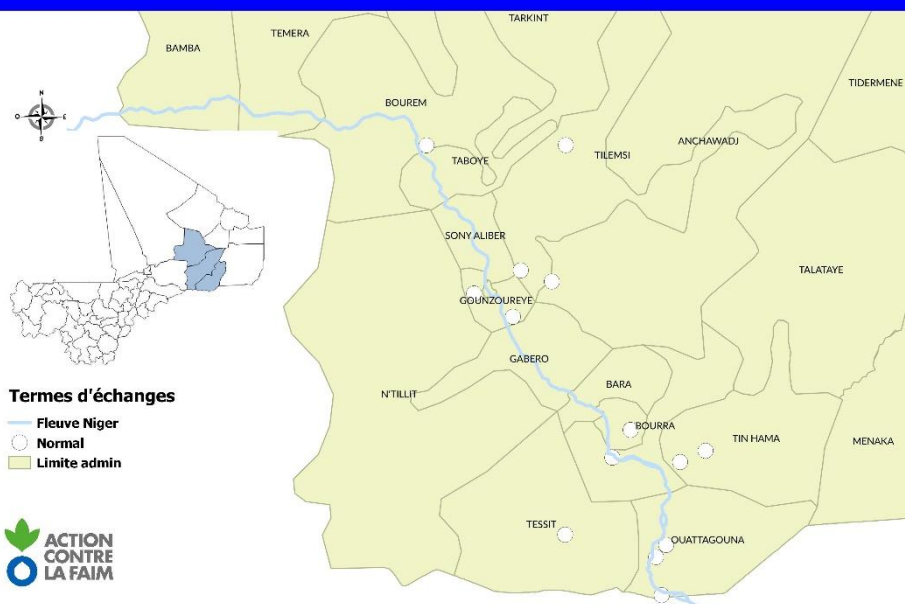 TARKINT
TEMERA
BAMBA
TIDERMENE
BOUREM
N
O
E
S
ANCHAWADJ
TABOYE
TILEMSI
SONY ALIBER
TALATAYE
GOUNZOUREYE
GABERO
BARA
N'TILLIT
BOURRA
TIN HAMA
MENAKA
TESSIT
OUATTAGOUNA
Termes d'échanges
Fleuve Niger
Normal
Limite admin
ACTION
CONTRE
LA FAIM